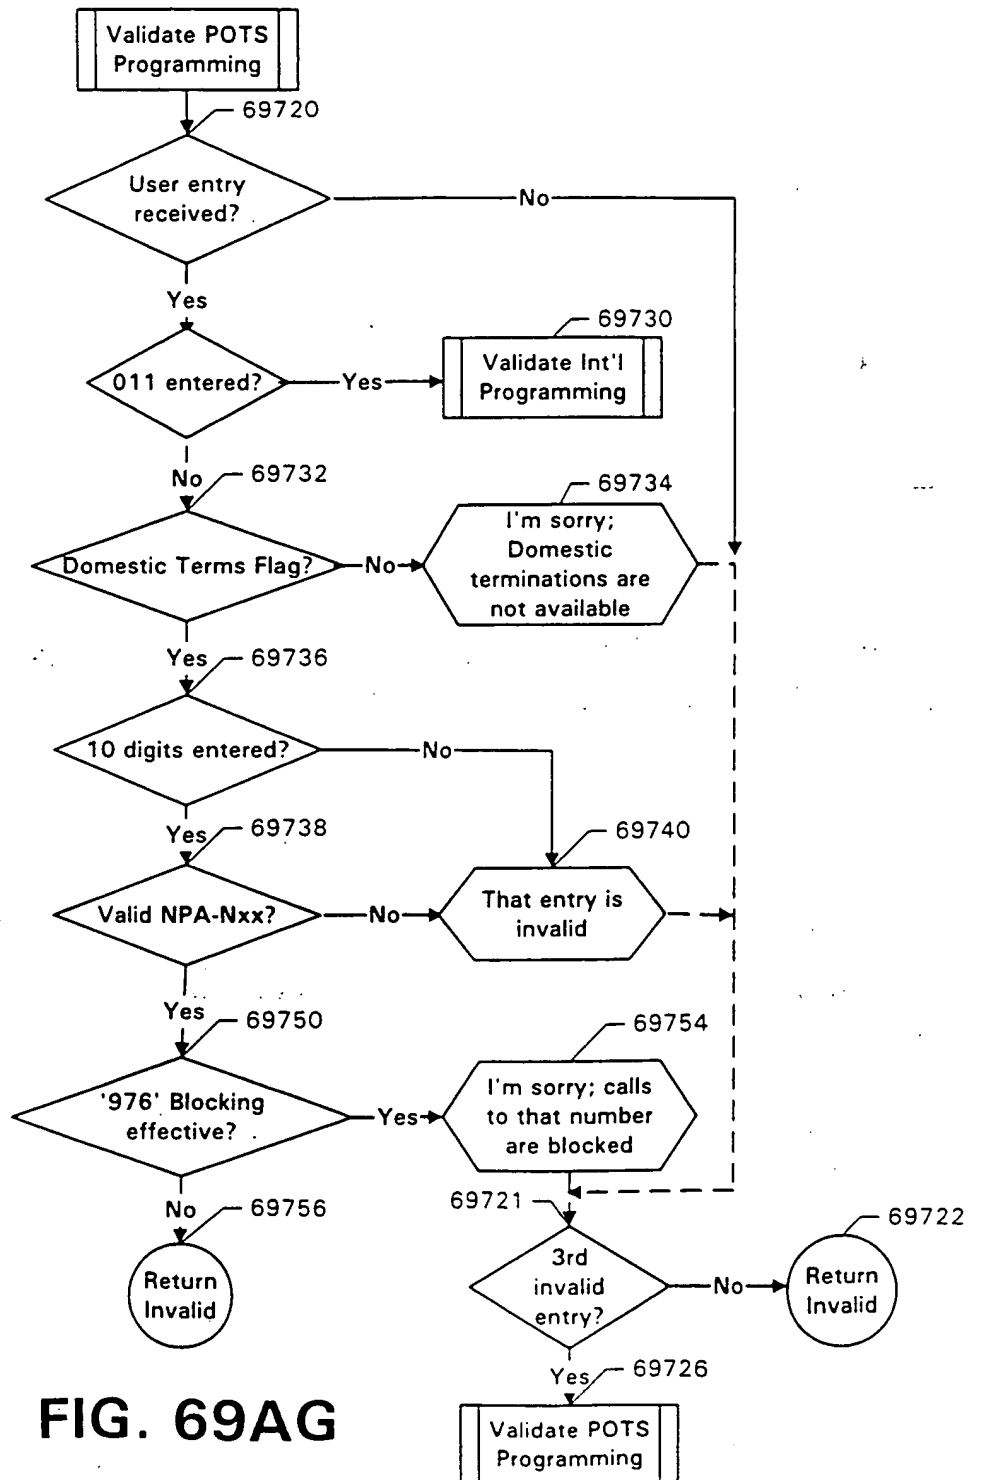 Validate POTS
Programming
69720
User entry
received?
No
Yes
69730
011 entered?
Yes
Validate Int'l
Programming
No
69732
69734
Domestic Terms Flag?
No
I'm sorry;
Domestic
terminations are
not available
Yes
69736
10 digits entered?
No
Yes
69738
69740
Valid NPA-Nxx?
No
That entry is
invalid
Yes
69750
69754
'976' Blocking
effective?
Yes
I'm sorry; calls
to that number
are blocked
No
69756
69721
69722
Return
Invalid
3rd
invalid
entry?
No
Return
Invalid
Yes
69726
Validate POTS
Programming
FIG. 69AG